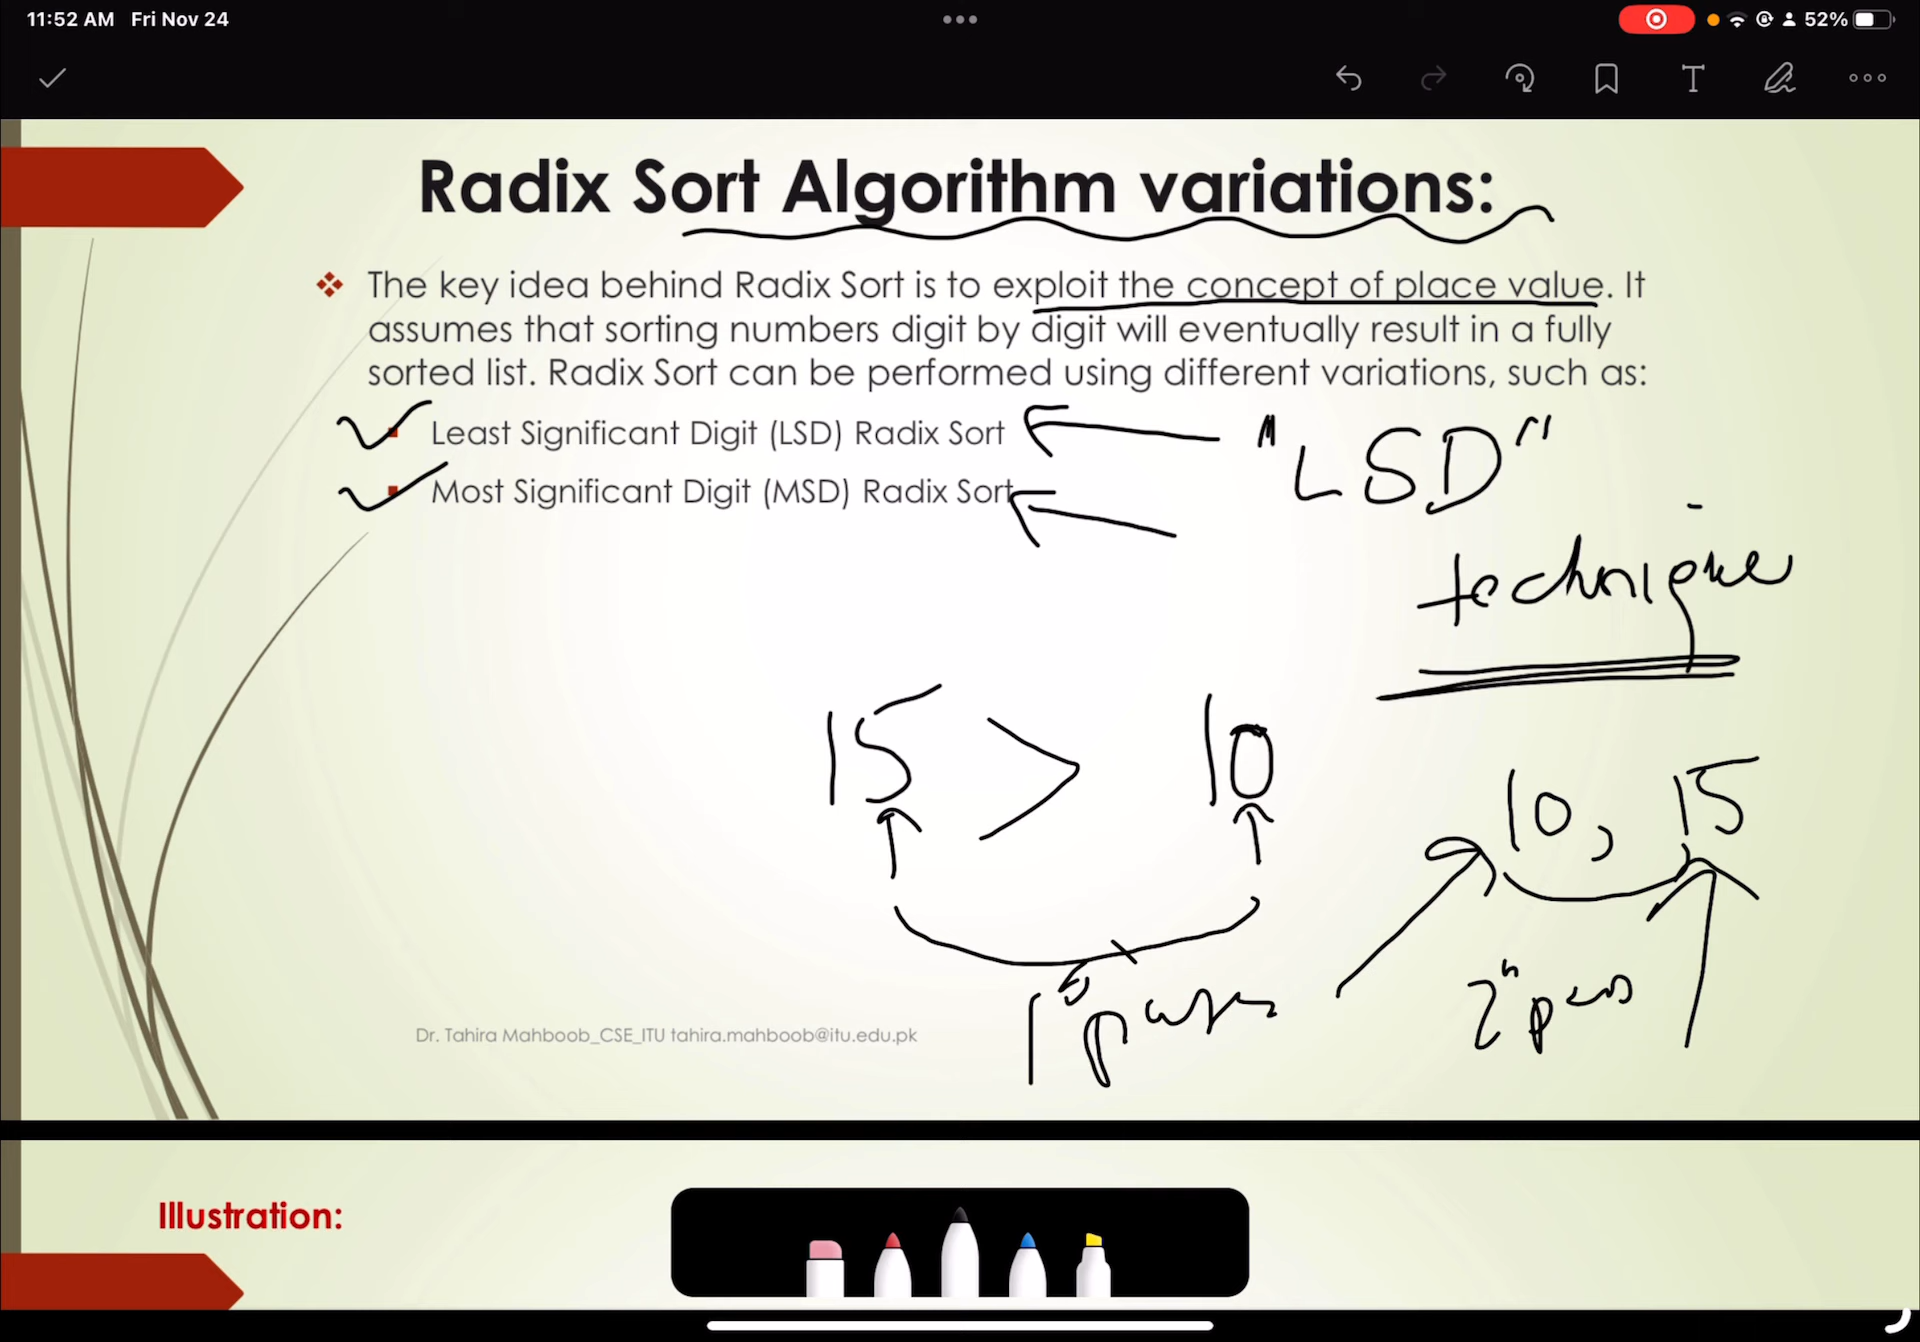 11:52 AM Fri Nov 24
52%
T
Radix Sort Algorithm variations:
The key idea behind Radix Sort is to exploit the concept of place value. It
assumes that sorting numbers digit by digit will eventually result in a fully
sorted list. Radix Sort can be performed using different variations, such as:
Least Significant Digit (LSD) Radix Sort
"LSD"
Most Significant Digit (MSD) Radix Sort
technique
15 > 10
10, 15
1s pass
2n pass
Dr. Tahira Mahboob_CSE_ITU tahira.mahboob@itu.edu.pk
Illustration: